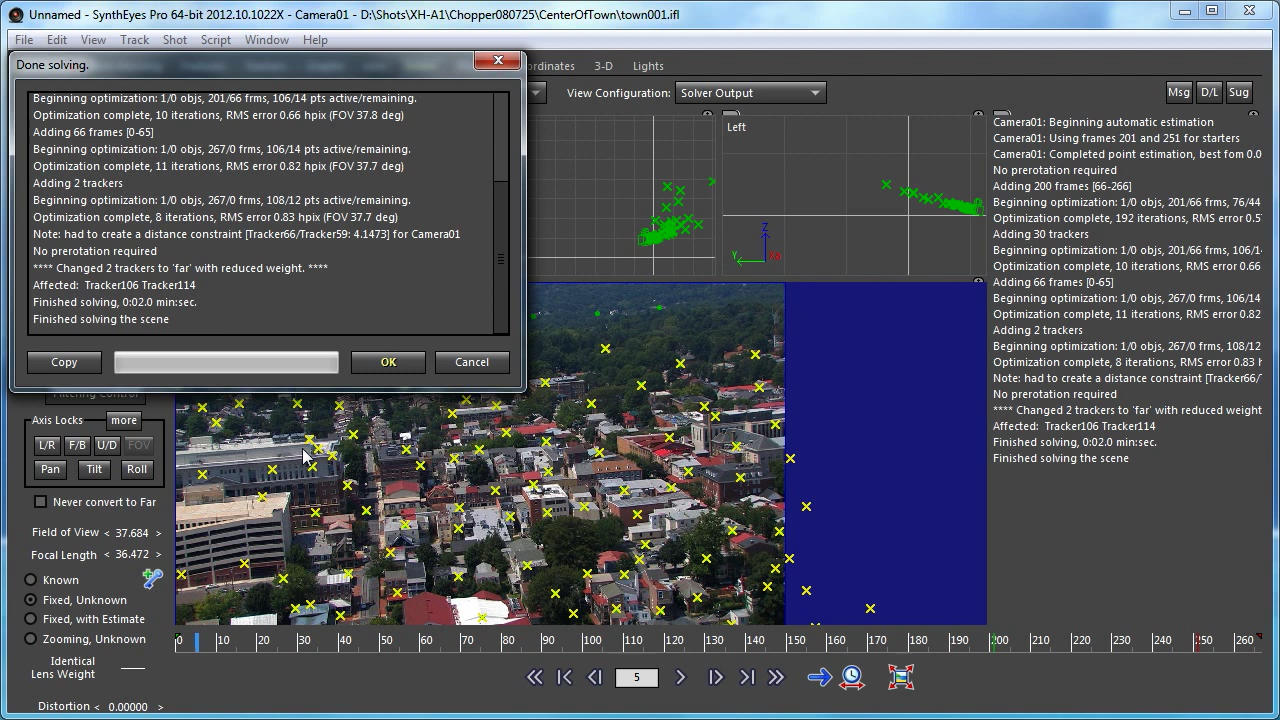 Unnamed - SynthEyes Pro 64-bit 2012.10.1022X - Camera01 - D:\Shots\XH-A1\Chopper080725\CenterOfTown\town001.ifl
File Edit View Track Shot Script Window Help
Done solving.
ordinates 3-D Lights
View Configuration: Solver Output
Msg D/L Sug
Beginning optimization: 1/0 objs, 201/66 frms, 106/14 pts active/remaining.
Optimization complete, 10 iterations, RMS error 0.66 hpix (FOV 37.8 deg)
Adding 66 frames [0-65]
Beginning optimization: 1/0 objs, 267/0 frms, 106/14 pts active/remaining.
Optimization complete, 11 iterations, RMS error 0.82 hpix (FOV 37.7 deg)
Adding 2 trackers
Beginning optimization: 1/0 objs, 267/0 frms, 108/12 pts active/remaining.
Optimization complete, 8 iterations, RMS error 0.83 hpix (FOV 37.7 deg)
Note: had to create a distance constraint [Tracker66/Tracker59: 4.1473] for Camera01
No prerotation required
**** Changed 2 trackers to 'far' with reduced weight. ****
Affected: Tracker106 Tracker114
Finished solving, 0:02.0 min:sec.
Finished solving the scene
Copy OK Cancel
Left
Z
Y
Camera01: Beginning automatic estimation
Camera01: Using frames 201 and 251 for starters
Camera01: Completed point estimation, best fom 0.0
No prerotation required
Adding 200 frames [66-266]
Beginning optimization: 1/0 objs, 201/66 frms, 76/44
Optimization complete, 192 iterations, RMS error 0.5
Adding 30 trackers
Beginning optimization: 1/0 objs, 201/66 frms, 106/1
Optimization complete, 10 iterations, RMS error 0.66
Adding 66 frames [0-65]
Beginning optimization: 1/0 objs, 267/0 frms, 106/14
Optimization complete, 11 iterations, RMS error 0.82
Adding 2 trackers
Beginning optimization: 1/0 objs, 267/0 frms, 108/12
Optimization complete, 8 iterations, RMS error 0.83 h
Note: had to create a distance constraint [Tracker66/
No prerotation required
**** Changed 2 trackers to 'far' with reduced weight
Affected: Tracker106 Tracker114
Finished solving, 0:02.0 min:sec.
Finished solving the scene
Filtering Control
Axis Locks more
L/R F/B U/D FOV
Pan Tilt Roll
Never convert to Far
Field of View < 37.684 >
Focal Length < 36.472 >
Known
Fixed, Unknown
Fixed, with Estimate
Zooming, Unknown
Identical
Lens Weight
Distortion < 0.00000 >
0 10 20 30 40 50 60 70 80 90 100 110 120 130 140 150 160 170 180 190 200 210 220 230 240 250 260
5